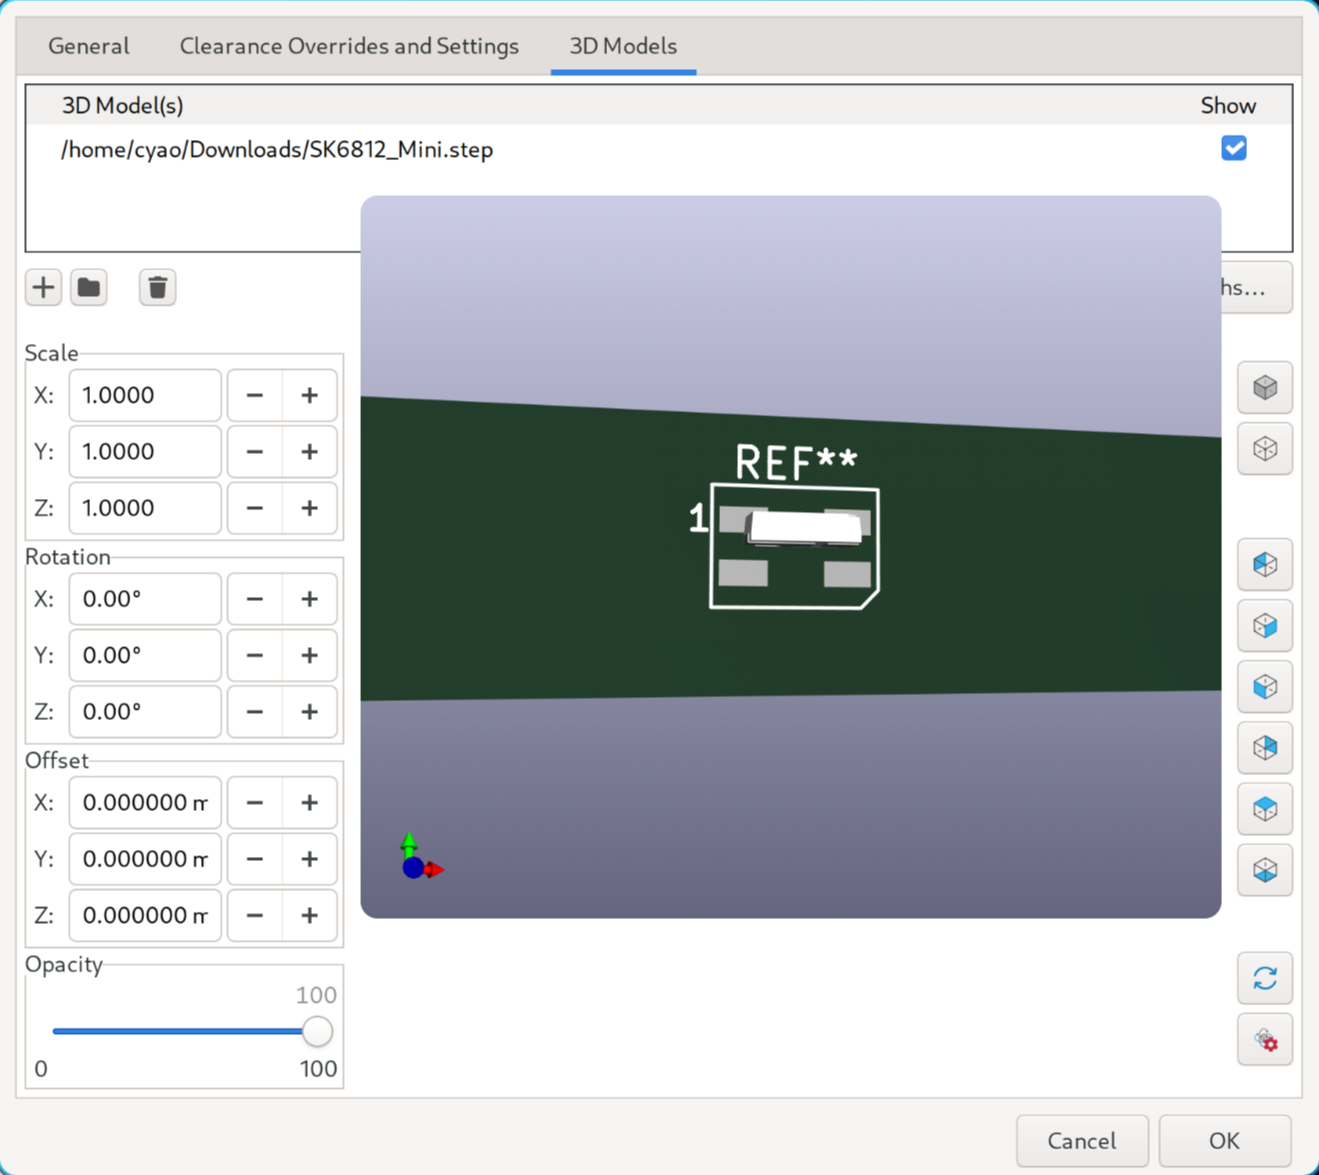 General Clearance Overrides and Settings 3D Models
3D Model(s) Show
/home/cyao/Downloads/SK6812_Mini.step
hs...
Scale
X: 1.0000 − +
Y: 1.0000 − +
Z: 1.0000 − +
Rotation
X: 0.00° − +
Y: 0.00° − +
Z: 0.00° − +
Offset
X: 0.000000 m − +
Y: 0.000000 m − +
Z: 0.000000 m − +
Opacity
100
0 100
REF**
1
Cancel OK